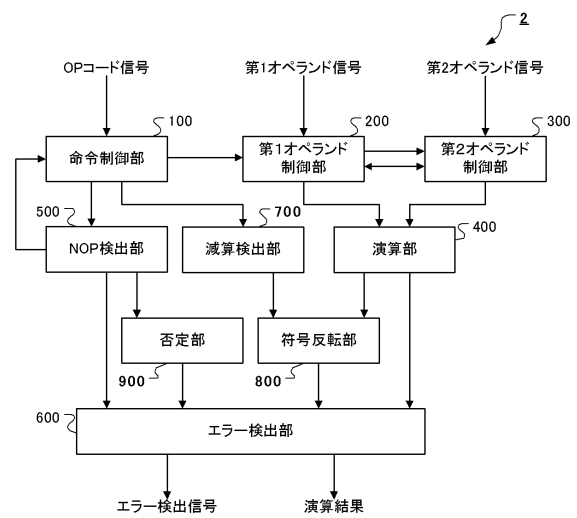 2
OPコード信号
第1オペランド信号
第2オペランド信号
100
200
300
命令制御部
第1オペランド
制御部
第2オペランド
制御部
500
700
400
NOP検出部
減算検出部
演算部
否定部
符号反転部
900
800
600
エラー検出部
エラー検出信号
演算結果